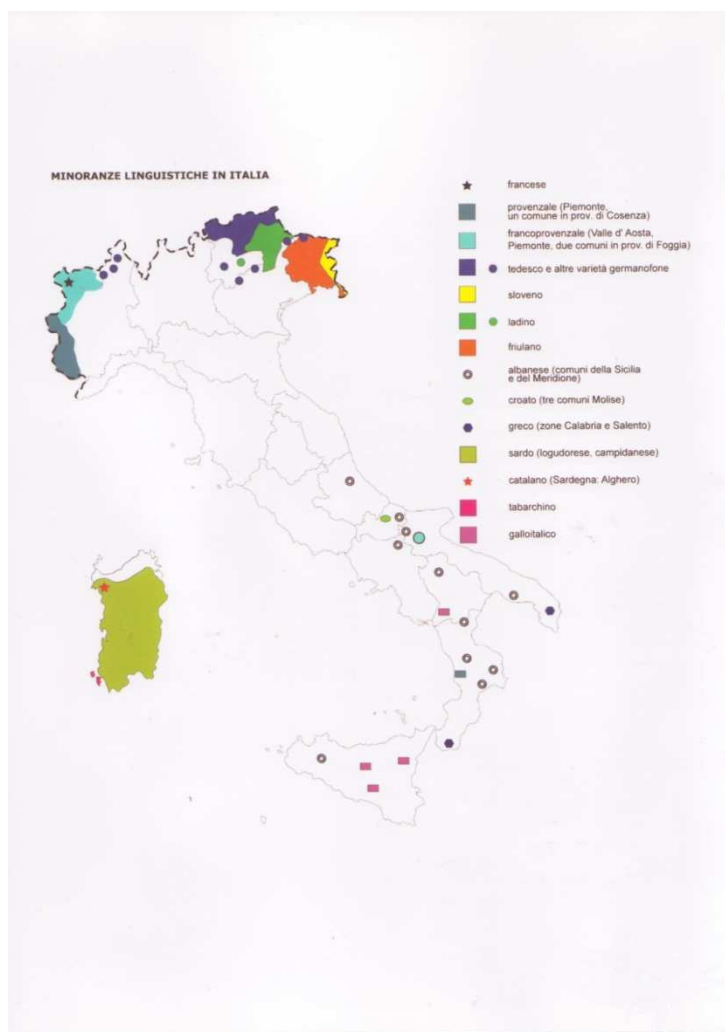 MINORANZE LINGUISTICHE IN ITALIA
francese
provenzale (Piemonte,
un comune in prov. di Cosenza)
francoprovenzale (Valle d' Aosta,
Piemonte, due comuni in prov. di Foggia)
tedesco e altre varietà germanofone
sloveno
ladino
friulano
albanese (comuni della Sicilia
e del Meridione)
croato (tre comuni Molise)
greco (zone Calabria e Salento)
sardo (logudorese, campidanese)
catalano (Sardegna: Alghero)
tabarchino
galloitalico